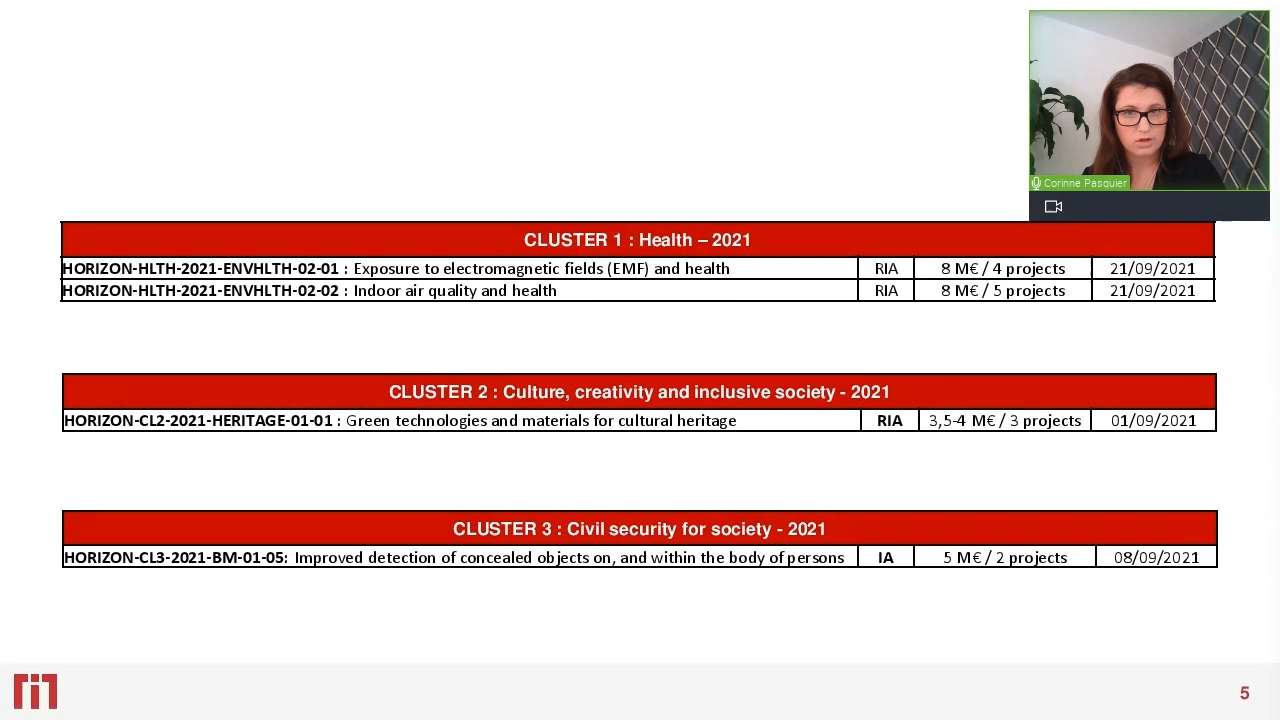 Corinne Pasquier
CLUSTER 1 : Health – 2021
HORIZON-HLTH-2021-ENVHLTH-02-01 : Exposure to electromagnetic fields (EMF) and health RIA 8 M€ / 4 projects 21/09/2021
HORIZON-HLTH-2021-ENVHLTH-02-02 : Indoor air quality and health RIA 8 M€ / 5 projects 21/09/2021
CLUSTER 2 : Culture, creativity and inclusive society - 2021
HORIZON-CL2-2021-HERITAGE-01-01 : Green technologies and materials for cultural heritage RIA 3,5-4 M€ / 3 projects 01/09/2021
CLUSTER 3 : Civil security for society - 2021
HORIZON-CL3-2021-BM-01-05: Improved detection of concealed objects on, and within the body of persons IA 5 M€ / 2 projects 08/09/2021
5